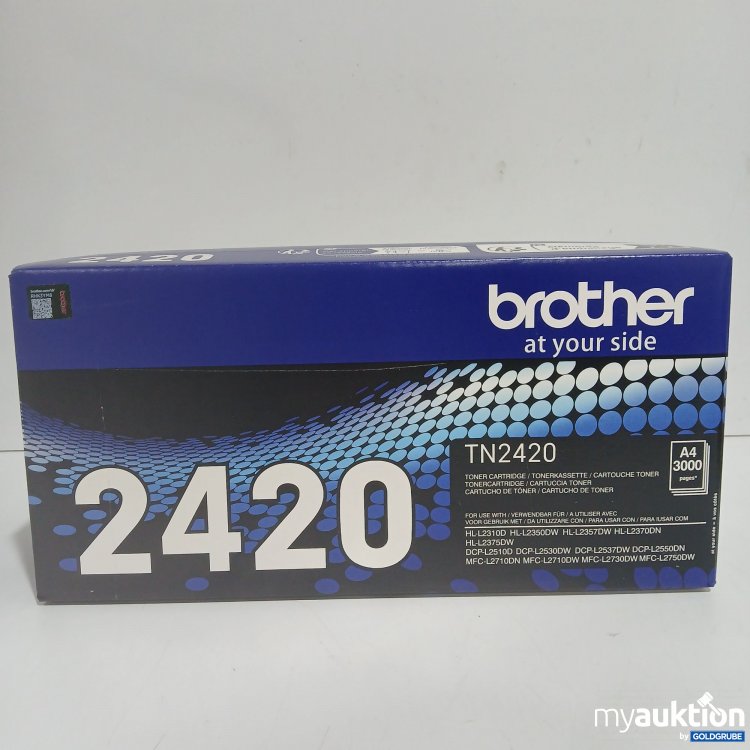 2420
brother
at your side
2420
TN2420
TONER CARTRIDGE / TONERKASSETTE / CARTOUCHE TONER
TONERCARTRIDGE / CARTUCCIA TONER
CARTUCHO DE TÓNER / CARTUCHO DE TONER
A4
3000
pages*
FOR USE WITH / VERWENDBAR FÜR / A UTILISER AVEC
VOOR GEBRUIK MET / DA UTILIZZARE CON / PARA USAR CON / PARA IUSAR COM
HL-L2310D HL-L2350DW HL-L2357DW HL-L2370DN
HL-L2375DW
DCP-L2510D DCP-L2530DW DCP-L2537DW DCP-L2550DN
MFC-L2710DN MFC-L2710DW MFC-L2730DW MFC-L2750DW
myauktion
by GOLDGRUBE